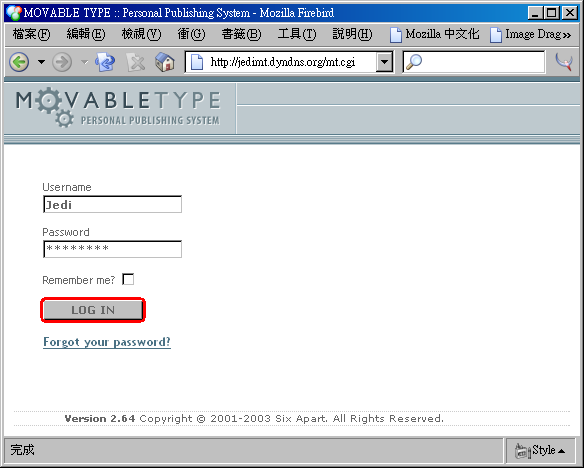 MOVABLE TYPE :: Personal Publishing System - Mozilla Firebird
檔案(F) 編輯(E) 檢視(V) 衝(G) 書籤(B) 工具(T) 說明(H) Mozilla 中文化 Image Drag »
http://jedimt.dyndns.org/mt.cgi
MOVABLETYPE
PERSONAL PUBLISHING SYSTEM
Username
Jedi
Password
********
Remember me?
LOG IN
Forgot your password?
Version 2.64 Copyright © 2001-2003 Six Apart. All Rights Reserved.
完成 Style